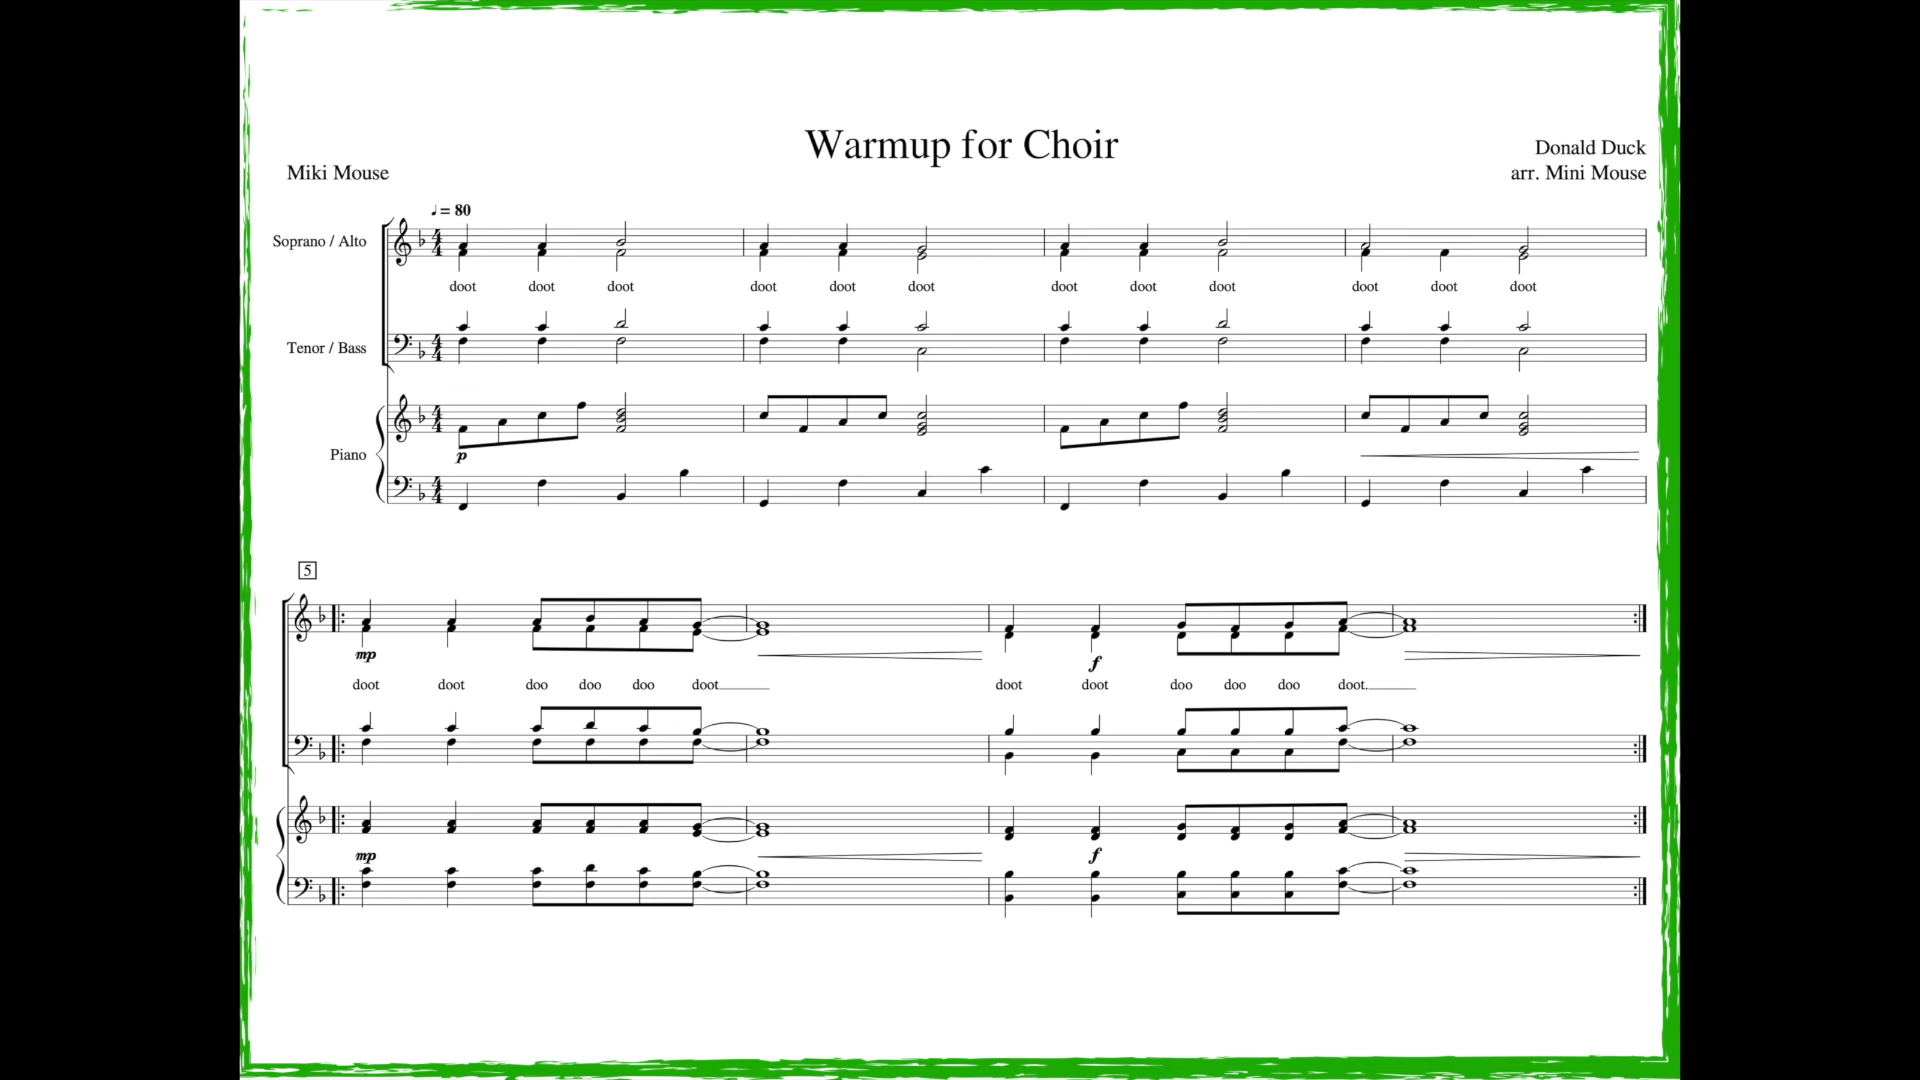 Warmup for Choir
Miki Mouse
Donald Duck
arr. Mini Mouse
♩ = 80
Soprano / Alto
doot doot doot doot doot doot doot doot doot doot doot doot
Tenor / Bass
Piano
p
5
mp f
doot doot doo doo doo doot doot doot doo doo doo doot.
mp f